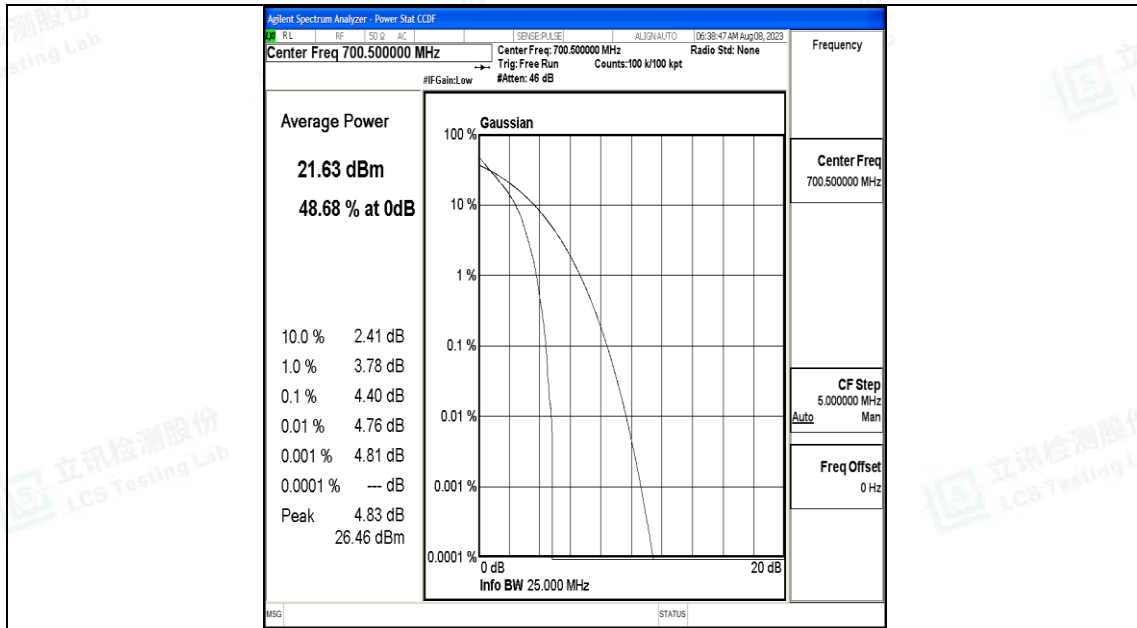 Agilent Spectrum Analyzer - Power Stat CCDF
LXI RL RF 50 Ω AC SENSE:PULSE ALIGN AUTO 06:38:47 AM Aug 08, 2023
Center Freq 700.500000 MHz
Center Freq: 700.500000 MHz Radio Std: None
Trig: Free Run Counts:100 k/100 kpt
#IFGain:Low #Atten: 46 dB
Average Power
21.63 dBm
48.68 % at 0dB
10.0 % 2.41 dB
1.0 % 3.78 dB
0.1 % 4.40 dB
0.01 % 4.76 dB
0.001 % 4.81 dB
0.0001 % --- dB
Peak 4.83 dB
26.46 dBm
Gaussian
100 %
10 %
1 %
0.1 %
0.01 %
0.001 %
0.0001 %
0 dB 20 dB
Info BW 25.000 MHz
Frequency
Center Freq
700.500000 MHz
CF Step
5.000000 MHz
Auto Man
Freq Offset
0 Hz
MSG STATUS
立讯检测股份
LCS Testing Lab
立讯检测股份